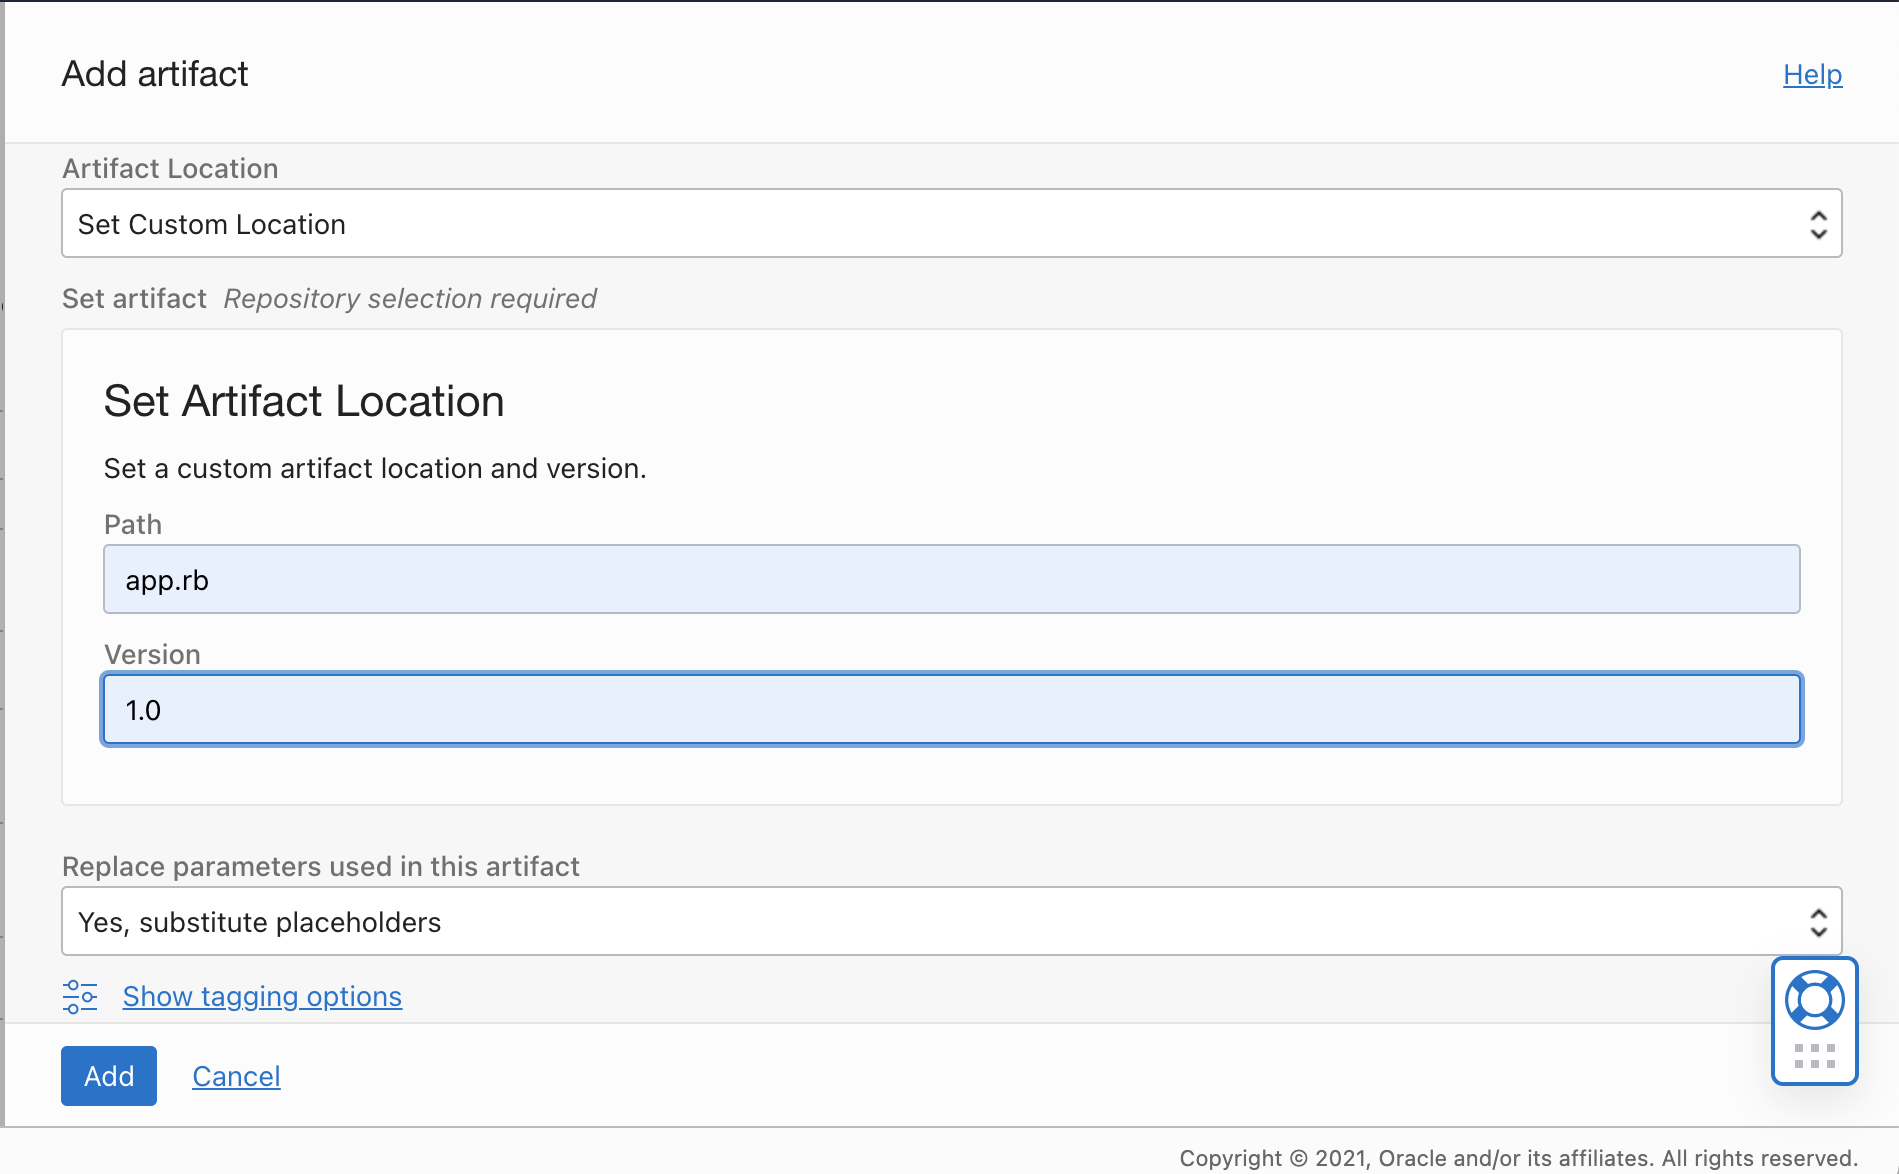 Add artifact
Help
Artifact Location
Set Custom Location
Set artifact Repository selection required
Set Artifact Location
Set a custom artifact location and version.
Path
app.rb
Version
1.0
Replace parameters used in this artifact
Yes, substitute placeholders
Show tagging options
Add
Cancel
Copyright © 2021, Oracle and/or its affiliates. All rights reserved.